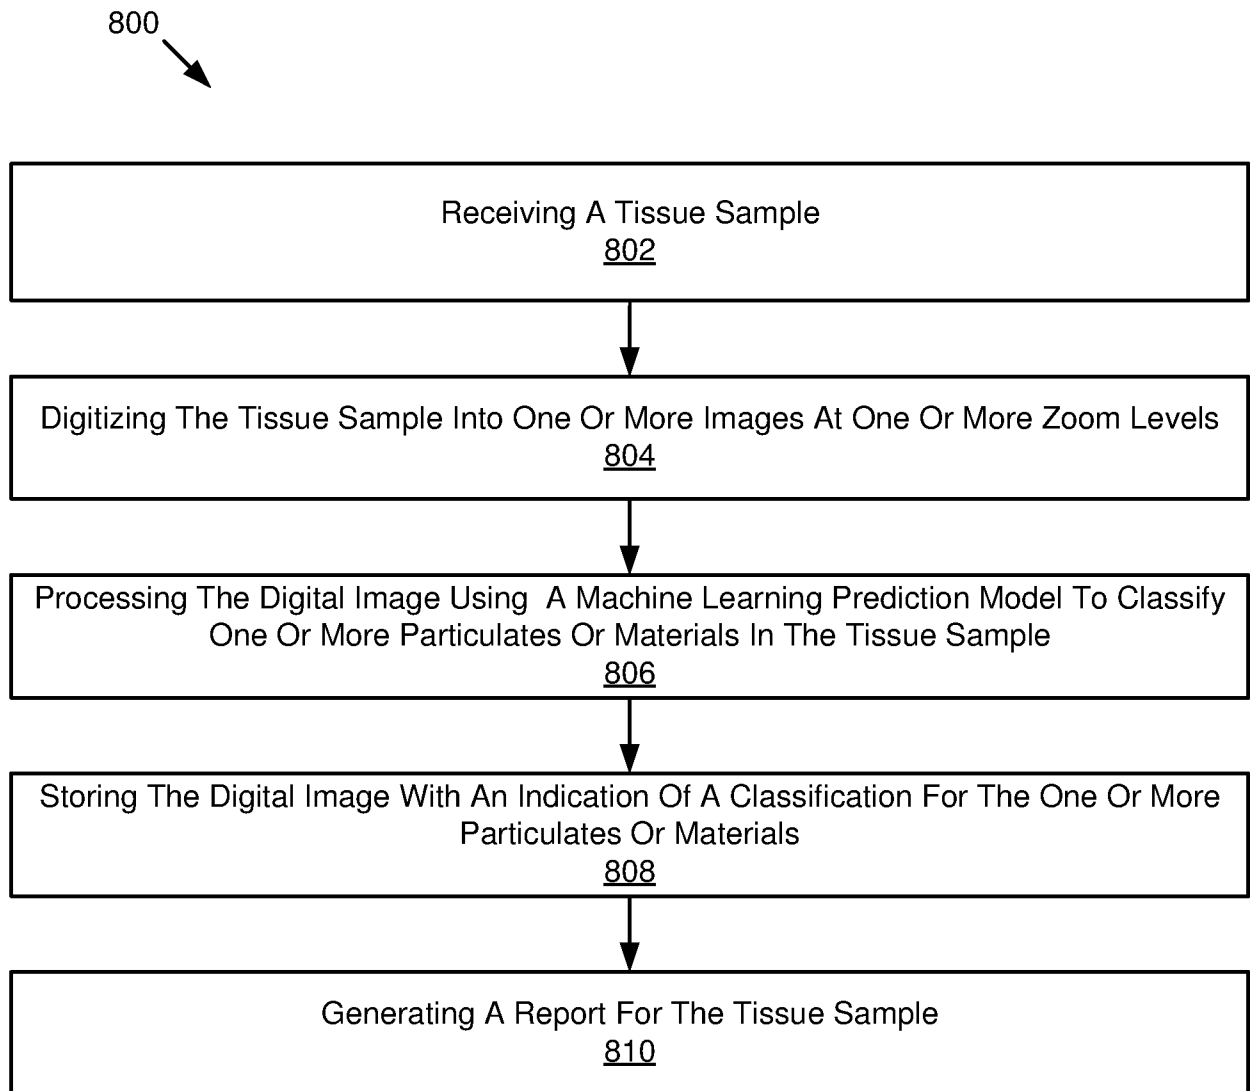 800
Receiving A Tissue Sample
802
Digitizing The Tissue Sample Into One Or More Images At One Or More Zoom Levels
804
Processing The Digital Image Using  A Machine Learning Prediction Model To Classify
One Or More Particulates Or Materials In The Tissue Sample
806
Storing The Digital Image With An Indication Of A Classification For The One Or More
Particulates Or Materials
808
Generating A Report For The Tissue Sample
810